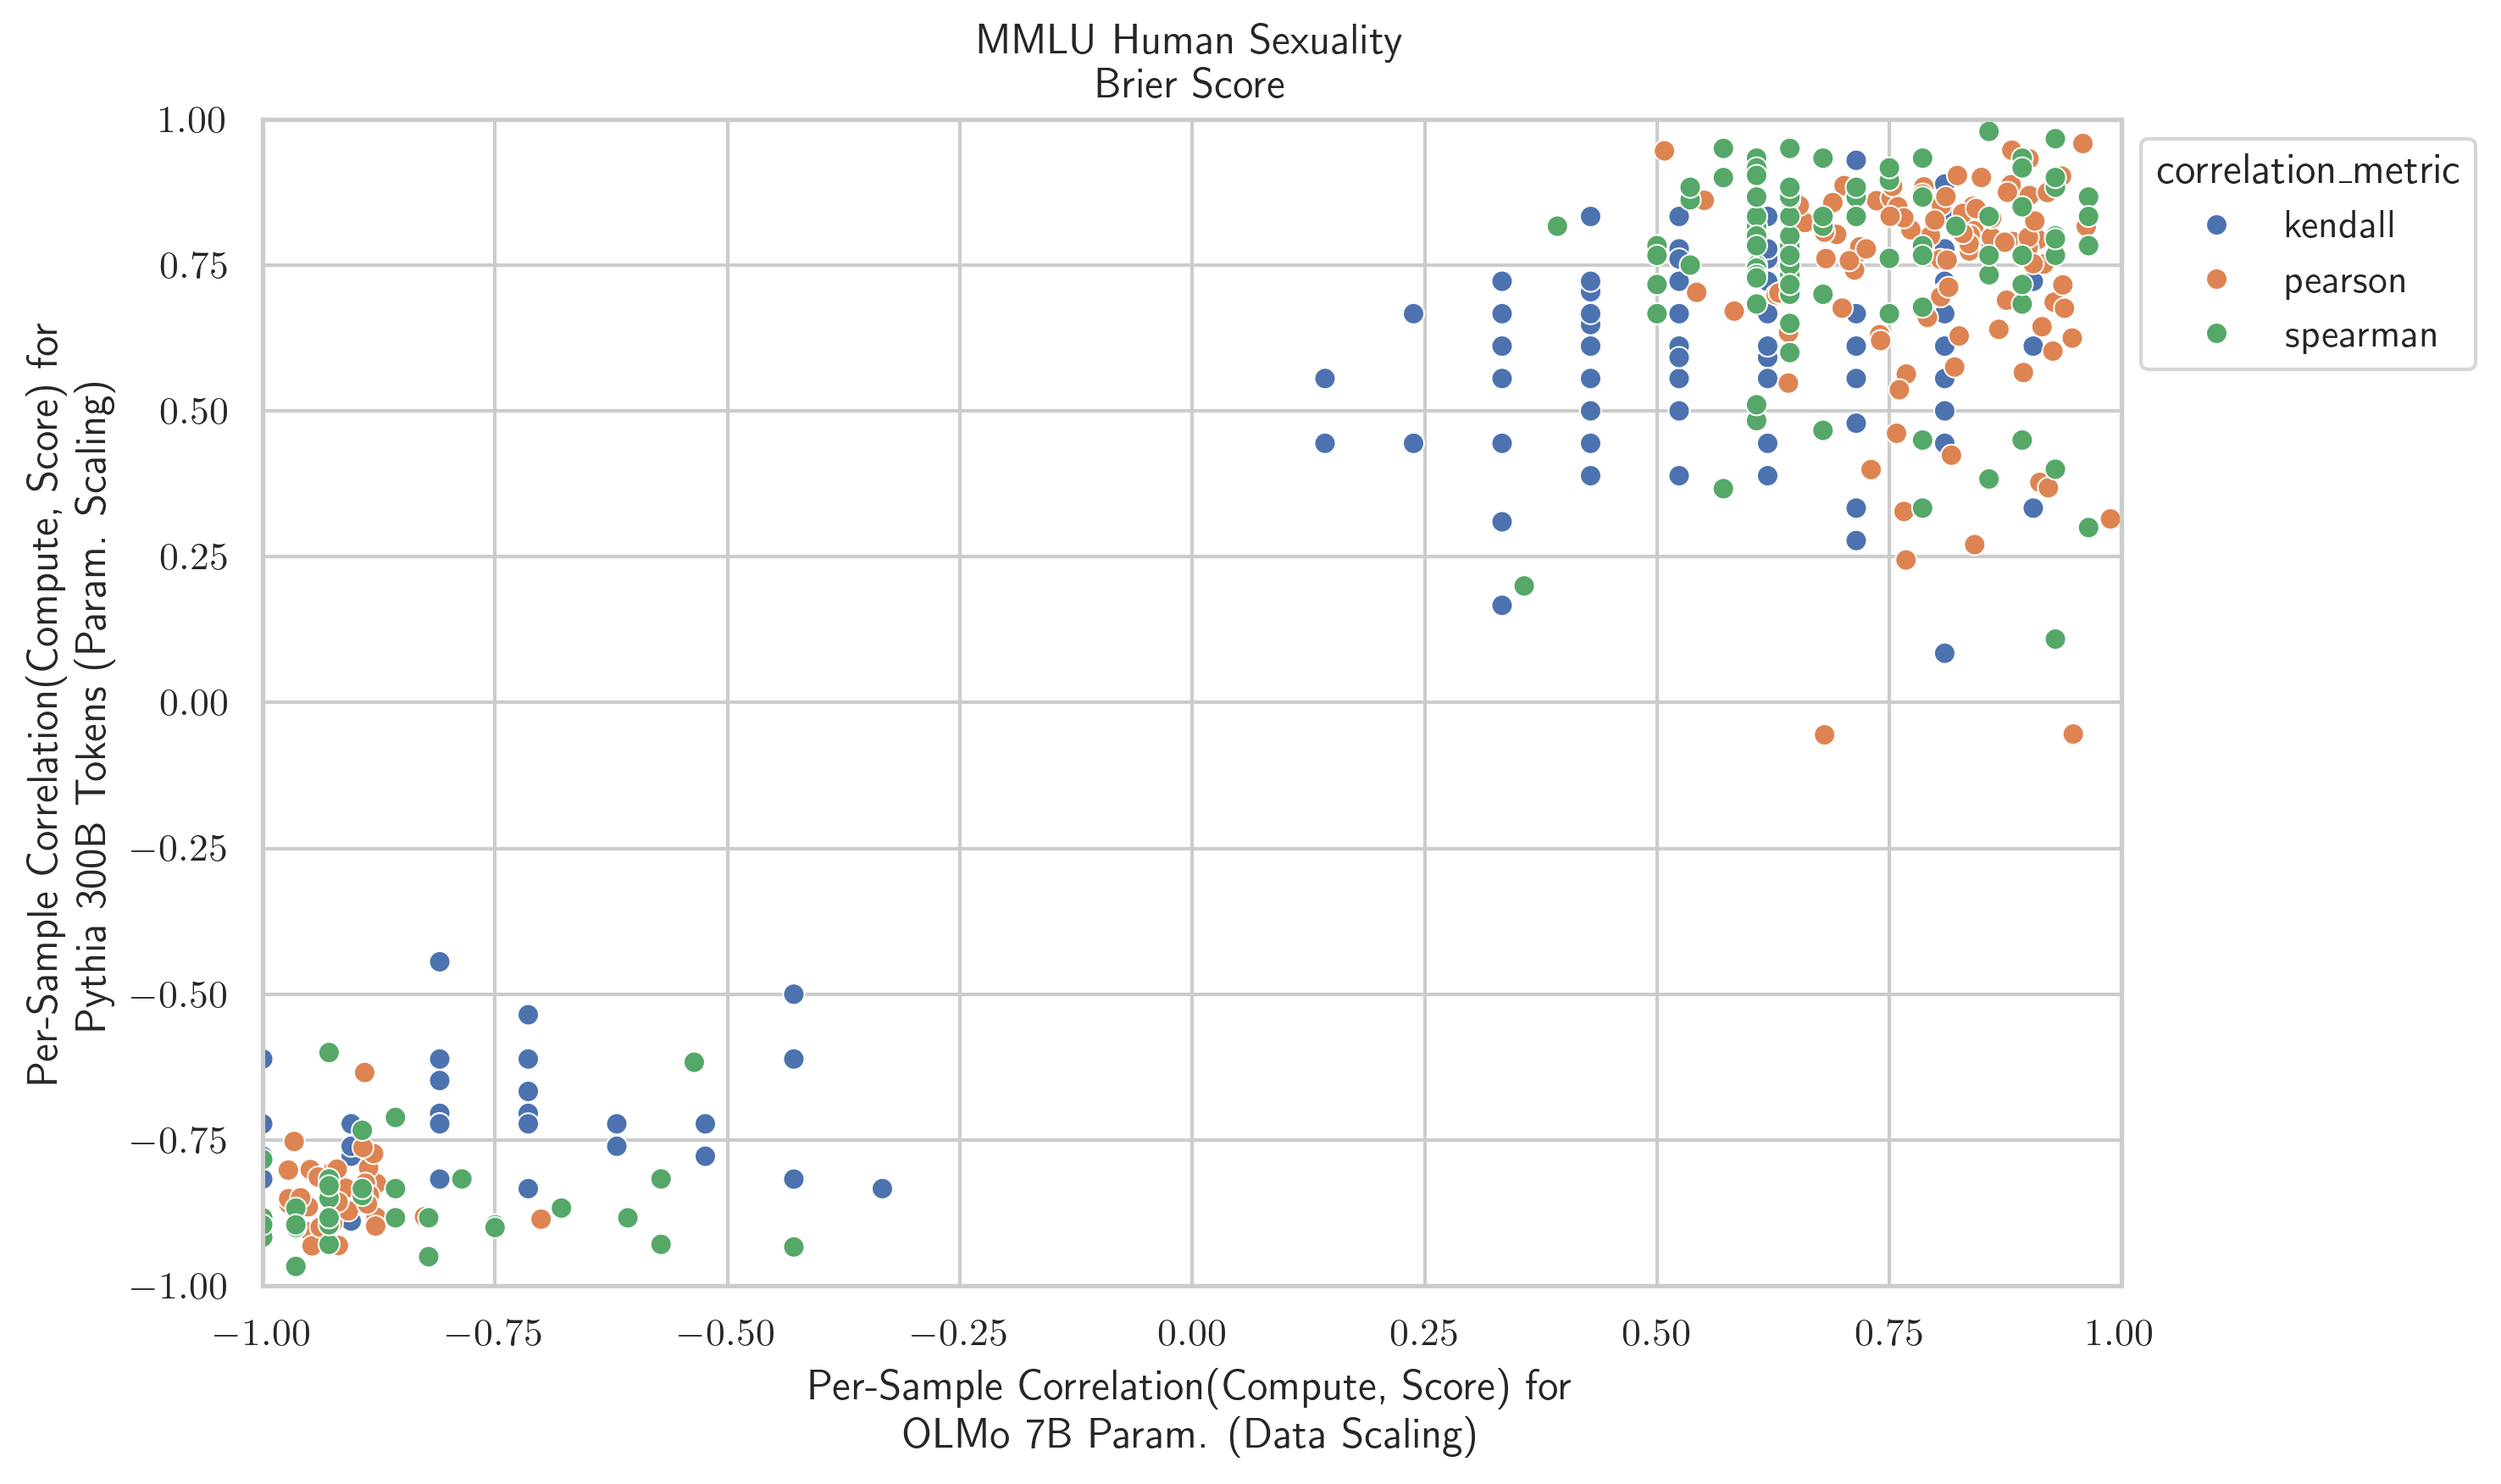 MMLU Human Sexuality
Brier Score
Per-Sample Correlation(Compute, Score) for
Pythia 300B Tokens (Param. Scaling)
1.00
0.75
0.50
0.25
0.00
−0.25
−0.50
−0.75
−1.00
−1.00 −0.75 −0.50 −0.25 0.00 0.25 0.50 0.75 1.00
Per-Sample Correlation(Compute, Score) for
OLMo 7B Param. (Data Scaling)
correlation_metric
kendall
pearson
spearman